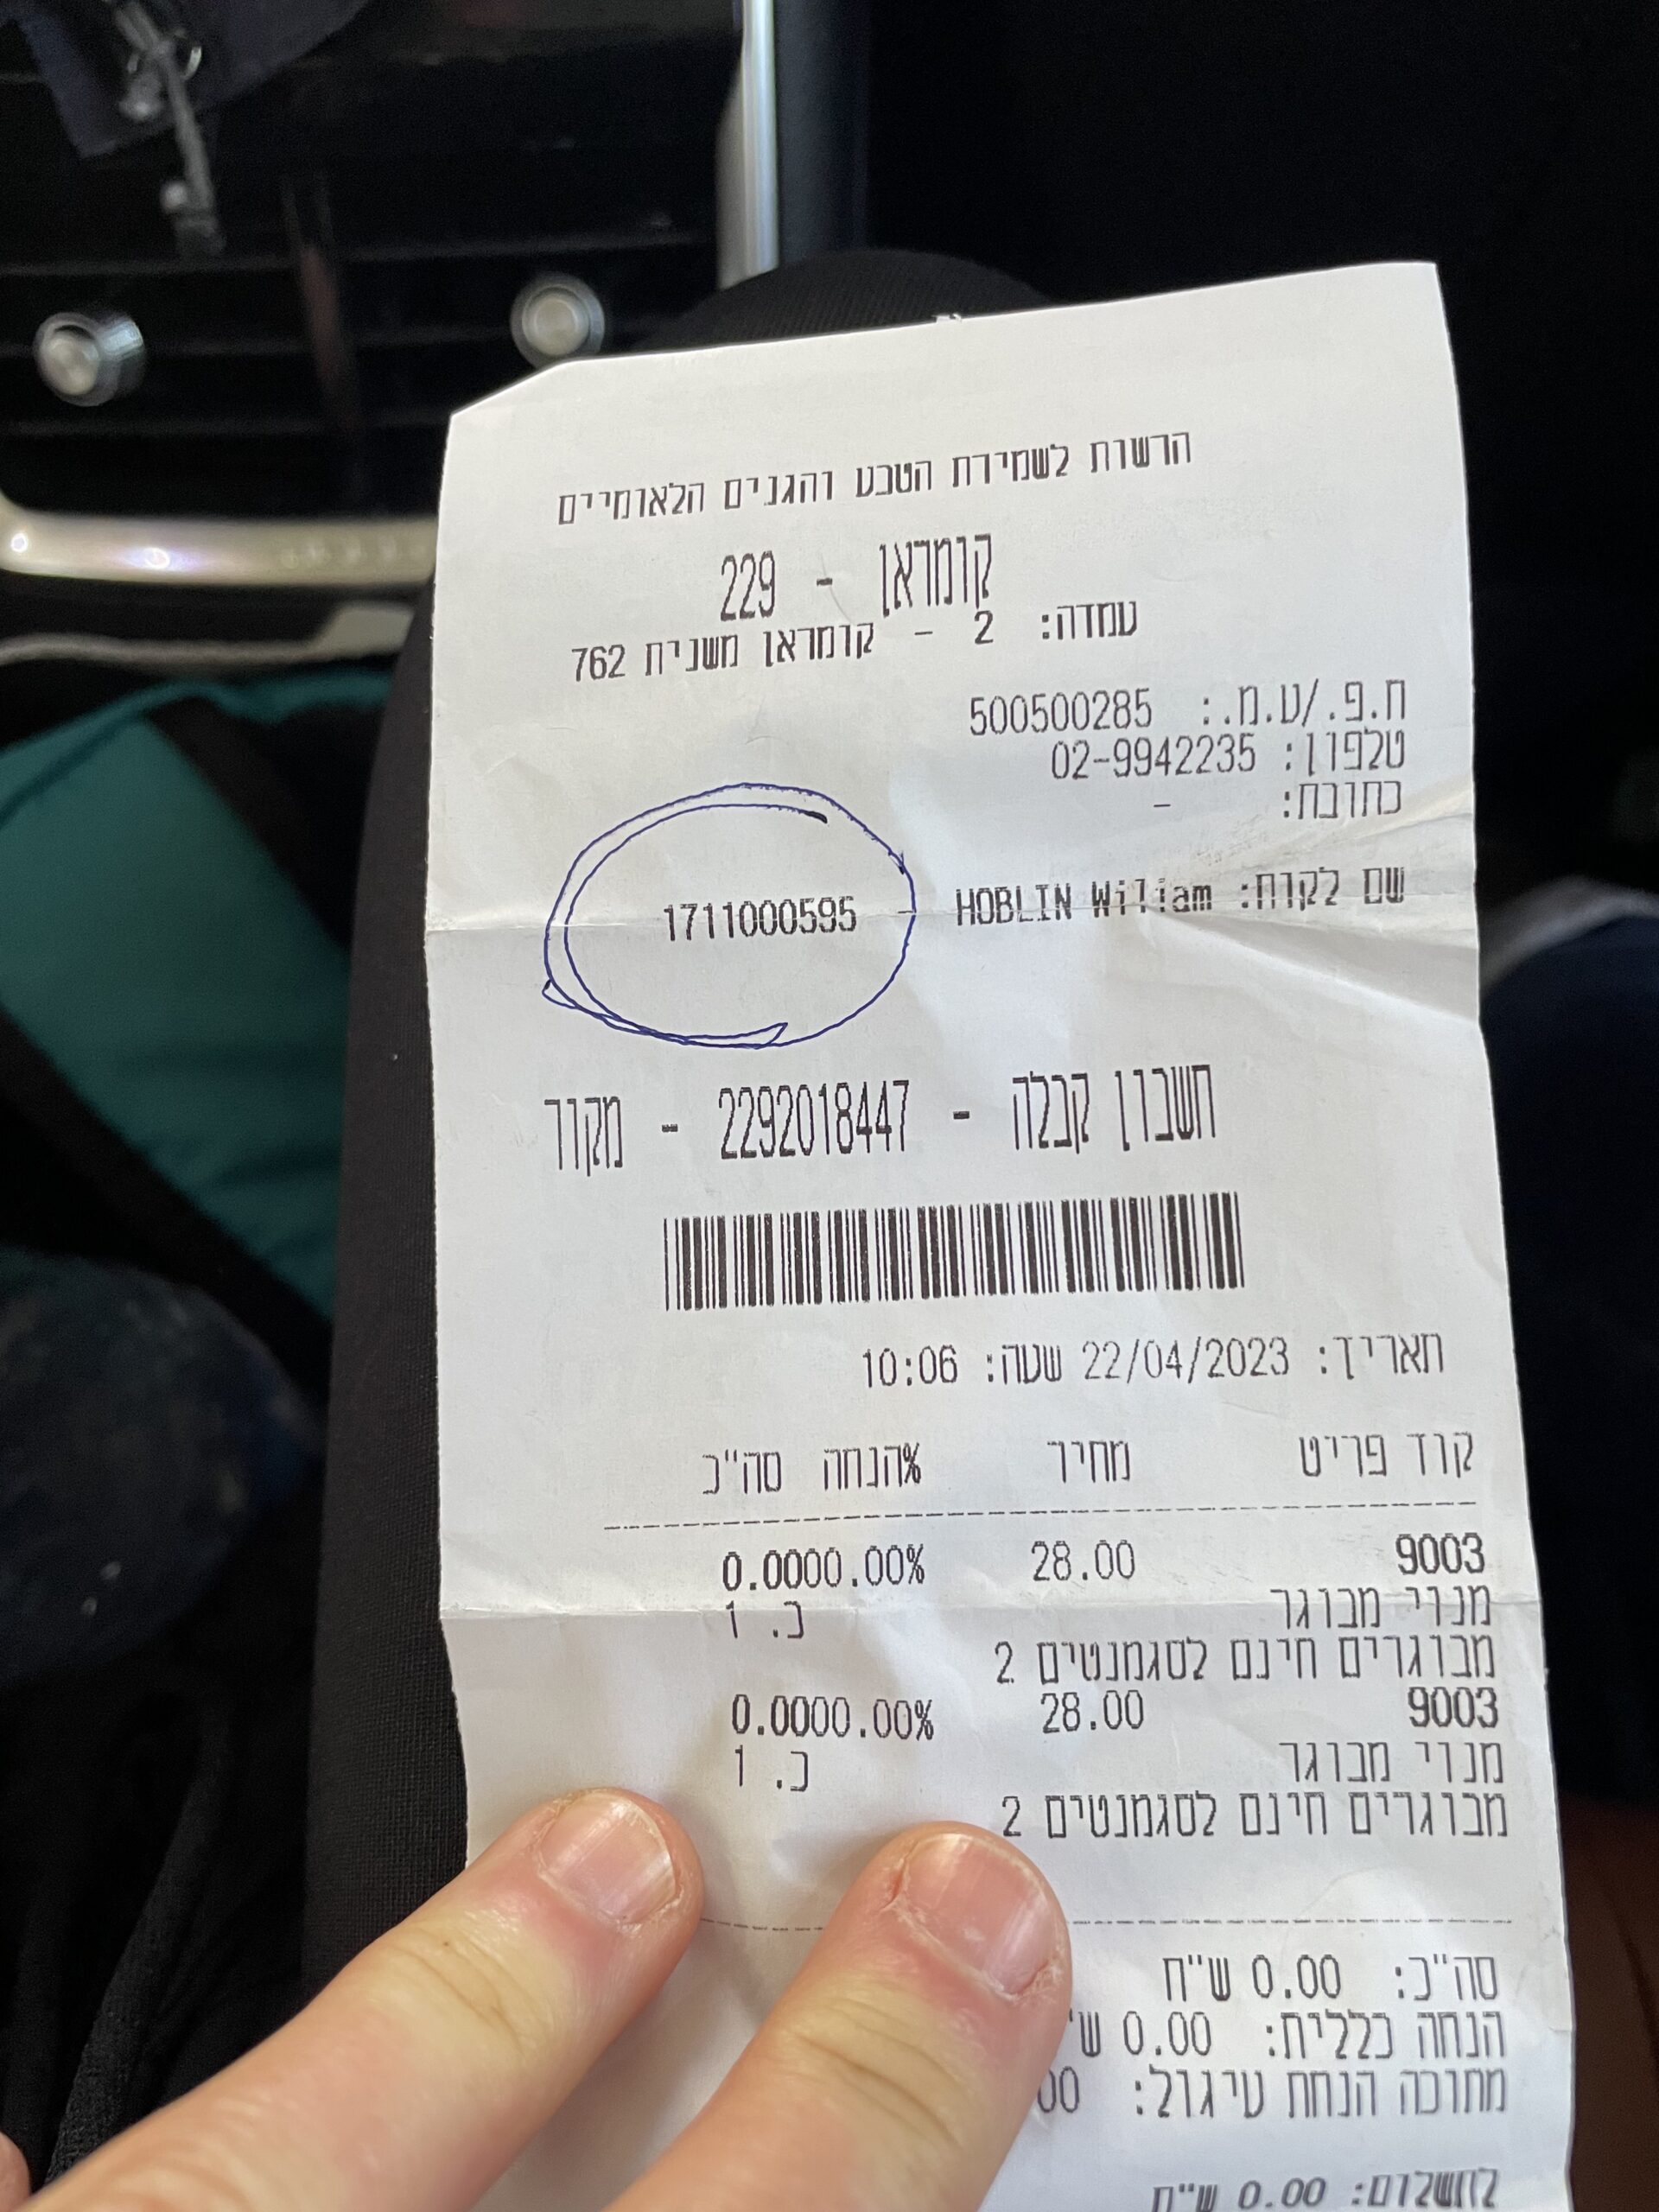 הרשות לשמירת הטבע והגנים הלאומיים
קומראן - 229
עמדה: 2 - קומראן משנית 762
ח.פ./ע.מ.: 500500285
טלפון: 02-9942235
כתובת: -
שם לקוח: HOBLIN William - 1711000595
חשבון קבלה - 2292018447 - מקור
תאריך: 22/04/2023 שעה: 10:06
קוד פריט מחיר %הנחה סה"כ
9003 28.00 0.0000.00%
מנוי מבוגר כ. 1
מבוגרים חינם לסגמנטים 2
9003 28.00 0.0000.00%
מנוי מבוגר כ. 1
מבוגרים חינם לסגמנטים 2
סה"כ: 0.00 ש"ח
הנחה כללית: 0.00 ש'
מתוכה הנחת עיגול: 00
לתשלום: 0.00 ש"ח